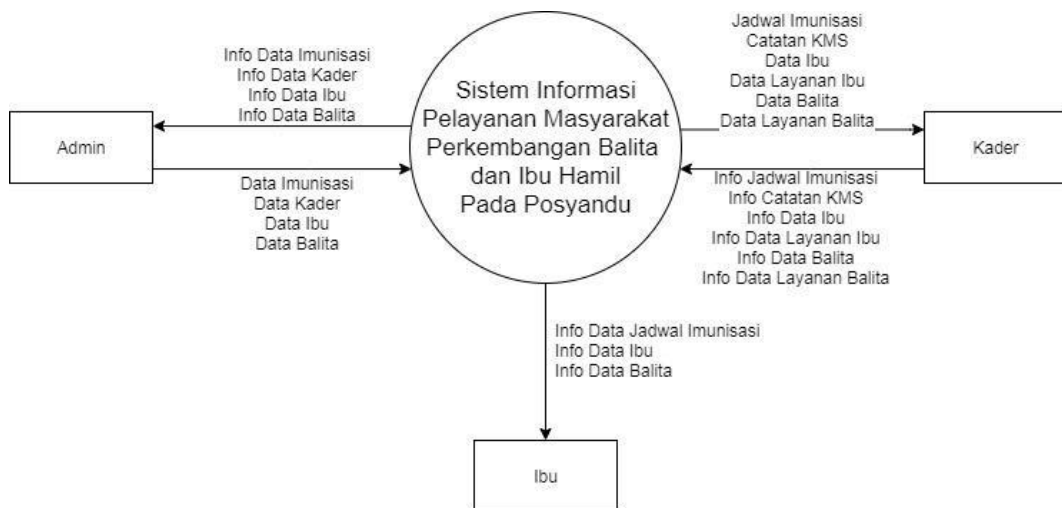 Info Data Imunisasi
Info Data Kader
Info Data Ibu
Info Data Balita
Admin
Data Imunisasi
Data Kader
Data Ibu
Data Balita
Sistem Informasi
Pelayanan Masyarakat
Perkembangan Balita
dan Ibu Hamil
Pada Posyandu
Jadwal Imunisasi
Catatan KMS
Data Ibu
Data Layanan Ibu
Data Balita
Data Layanan Balita
Kader
Info Jadwal Imunisasi
Info Catatan KMS
Info Data Ibu
Info Data Layanan Ibu
Info Data Balita
Info Data Layanan Balita
Info Data Jadwal Imunisasi
Info Data Ibu
Info Data Balita
Ibu